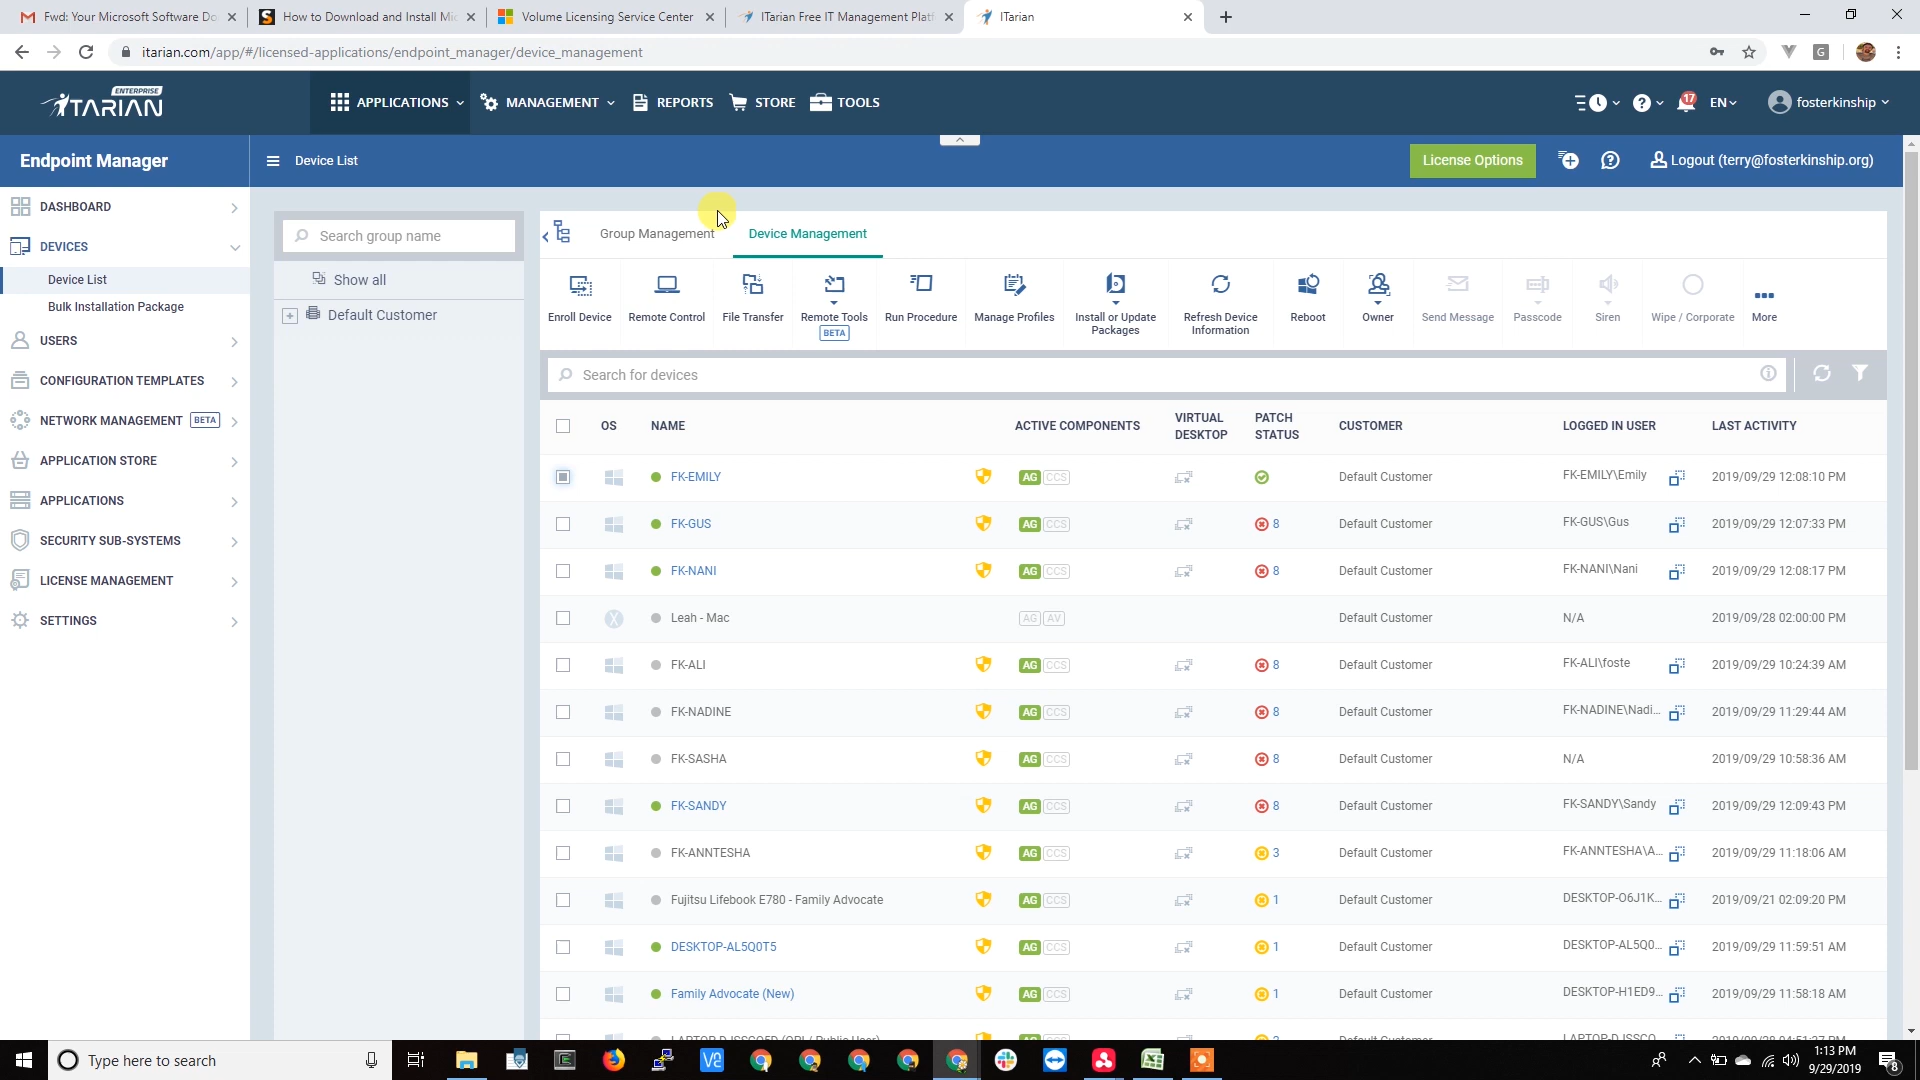 Fwd: Your Microsoft Software Do
How to Download and Install Mic
Volume Licensing Service Center
ITarian Free IT Management Platf
ITarian
itarian.com/app/#/licensed-applications/endpoint_manager/device_management
ENTERPRISE
ITARIAN
APPLICATIONS
MANAGEMENT
REPORTS
STORE
TOOLS
17
EN
fosterkinship
Endpoint Manager
Device List
License Options
Logout (terry@fosterkinship.org)
DASHBOARD
DEVICES
Device List
Bulk Installation Package
USERS
CONFIGURATION TEMPLATES
NETWORK MANAGEMENT BETA
APPLICATION STORE
APPLICATIONS
SECURITY SUB-SYSTEMS
LICENSE MANAGEMENT
SETTINGS
Search group name
Show all
Default Customer
Group Management
Device Management
Enroll Device
Remote Control
File Transfer
Remote Tools
BETA
Run Procedure
Manage Profiles
Install or Update
Packages
Refresh Device
Information
Reboot
Owner
Send Message
Passcode
Siren
Wipe / Corporate
More
Search for devices
OS NAME ACTIVE COMPONENTS VIRTUAL DESKTOP PATCH STATUS CUSTOMER LOGGED IN USER LAST ACTIVITY
FK-EMILY AG CCS Default Customer FK-EMILY\Emily 2019/09/29 12:08:10 PM
FK-GUS AG CCS 8 Default Customer FK-GUS\Gus 2019/09/29 12:07:33 PM
FK-NANI AG CCS 8 Default Customer FK-NANI\Nani 2019/09/29 12:08:17 PM
Leah - Mac AG AV Default Customer N/A 2019/09/28 02:00:00 PM
FK-ALI AG CCS 8 Default Customer FK-ALI\foste 2019/09/29 10:24:39 AM
FK-NADINE AG CCS 8 Default Customer FK-NADINE\Nadi... 2019/09/29 11:29:44 AM
FK-SASHA AG CCS 8 Default Customer N/A 2019/09/29 10:58:36 AM
FK-SANDY AG CCS 8 Default Customer FK-SANDY\Sandy 2019/09/29 12:09:43 PM
FK-ANNTESHA AG CCS 3 Default Customer FK-ANNTESHA\A... 2019/09/29 11:18:06 AM
Fujitsu Lifebook E780 - Family Advocate AG CCS 1 Default Customer DESKTOP-O6J1K... 2019/09/21 02:09:20 PM
DESKTOP-AL5Q0T5 AG CCS 1 Default Customer DESKTOP-AL5Q0... 2019/09/29 11:59:51 AM
Family Advocate (New) AG CCS 1 Default Customer DESKTOP-H1ED9... 2019/09/29 11:58:18 AM
Type here to search
1:13 PM
9/29/2019
8